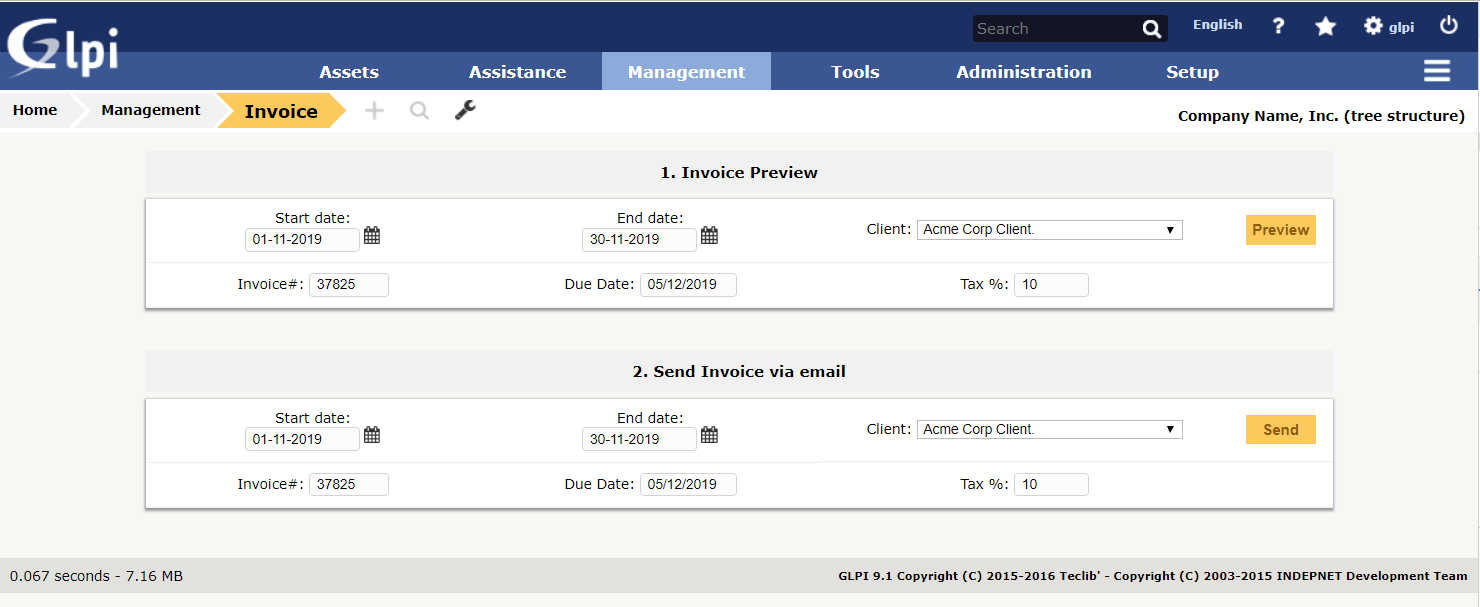 Glpi
Search English ? glpi
Assets Assistance Management Tools Administration Setup
Home Management Invoice
Company Name, Inc. (tree structure)
1. Invoice Preview
Start date: End date:
01-11-2019 30-11-2019 Client: Acme Corp Client. Preview
Invoice#: 37825 Due Date: 05/12/2019 Tax %: 10
2. Send Invoice via email
Start date: End date:
01-11-2019 30-11-2019 Client: Acme Corp Client. Send
Invoice#: 37825 Due Date: 05/12/2019 Tax %: 10
0.067 seconds - 7.16 MB GLPI 9.1 Copyright (C) 2015-2016 Teclib' - Copyright (C) 2003-2015 INDEPNET Development Team